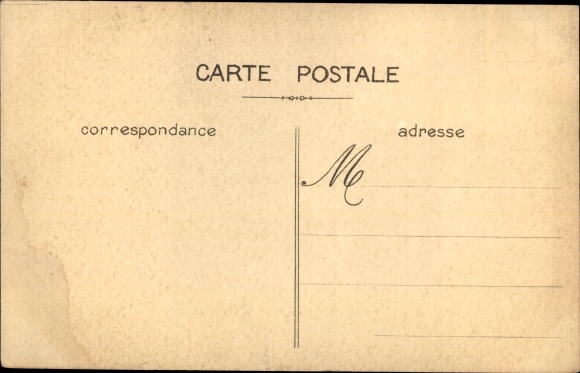 CARTE POSTALE
correspondance
adresse
M